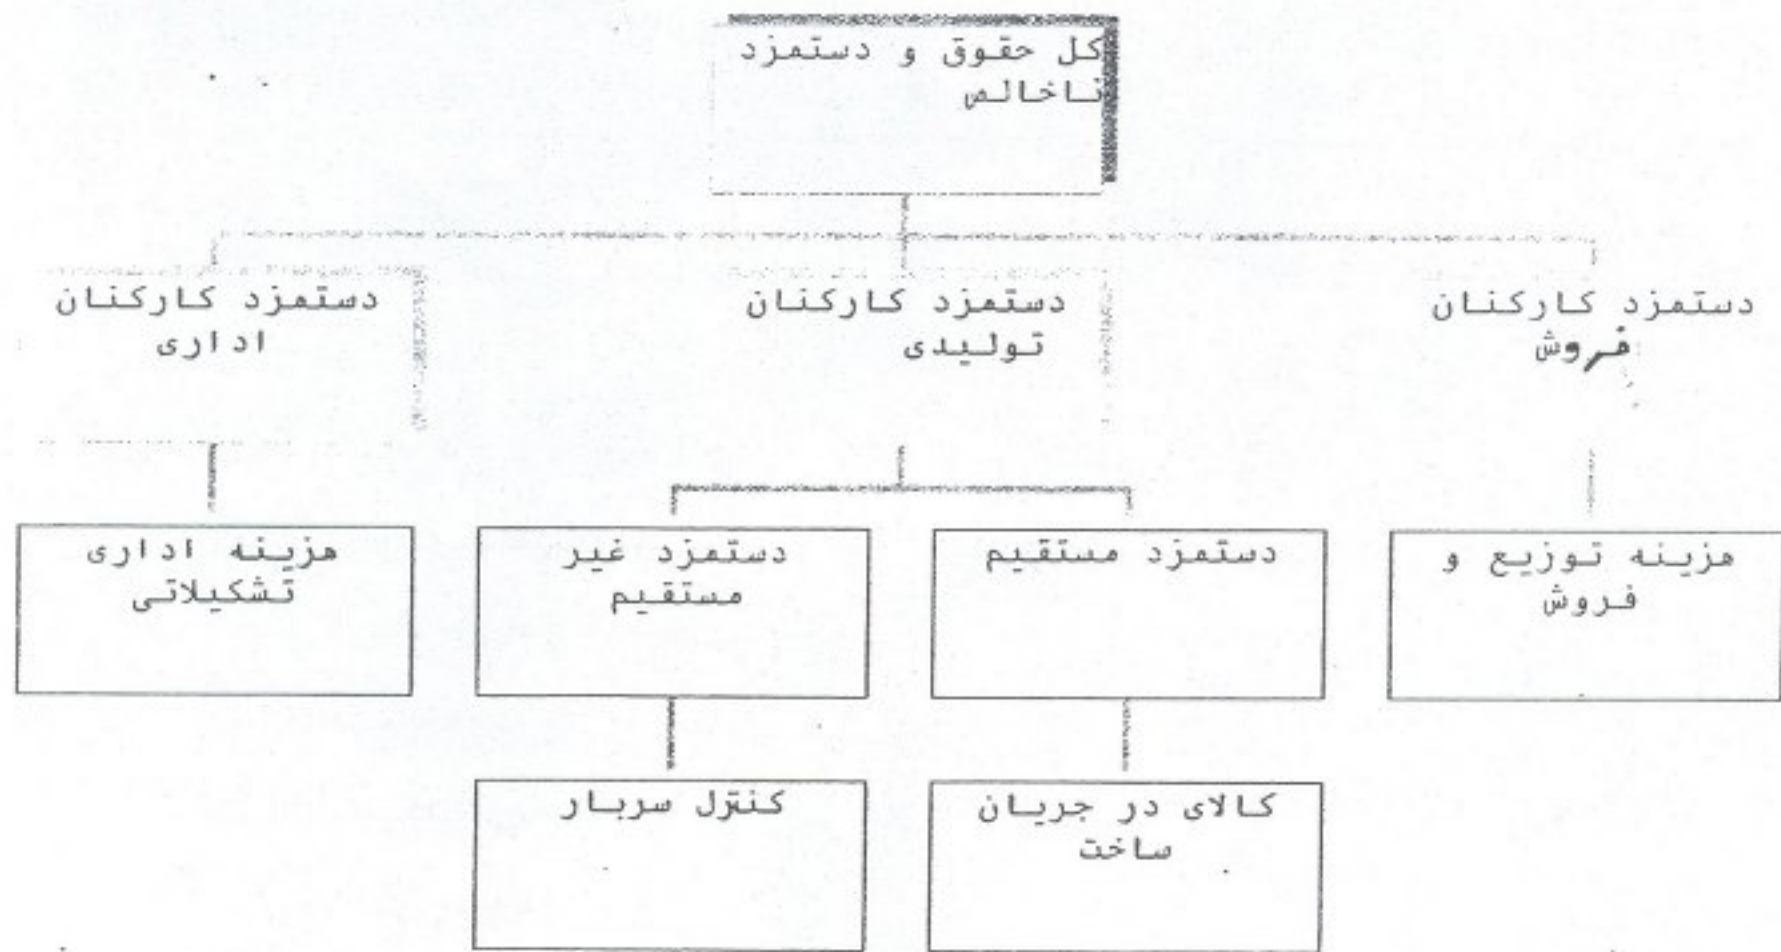 کل حقوق و دستمزد
ناخالص
دستمزد کارکنان
فروش
دستمزد کارکنان
تولیدی
دستمزد کارکنان
اداری
هزینه توزیع و
فروش
دستمزد مستقیم
دستمزد غیر
مستقیم
هزینه اداری
تشکیلاتی
کالای در جریان
ساخت
کنترل سربار